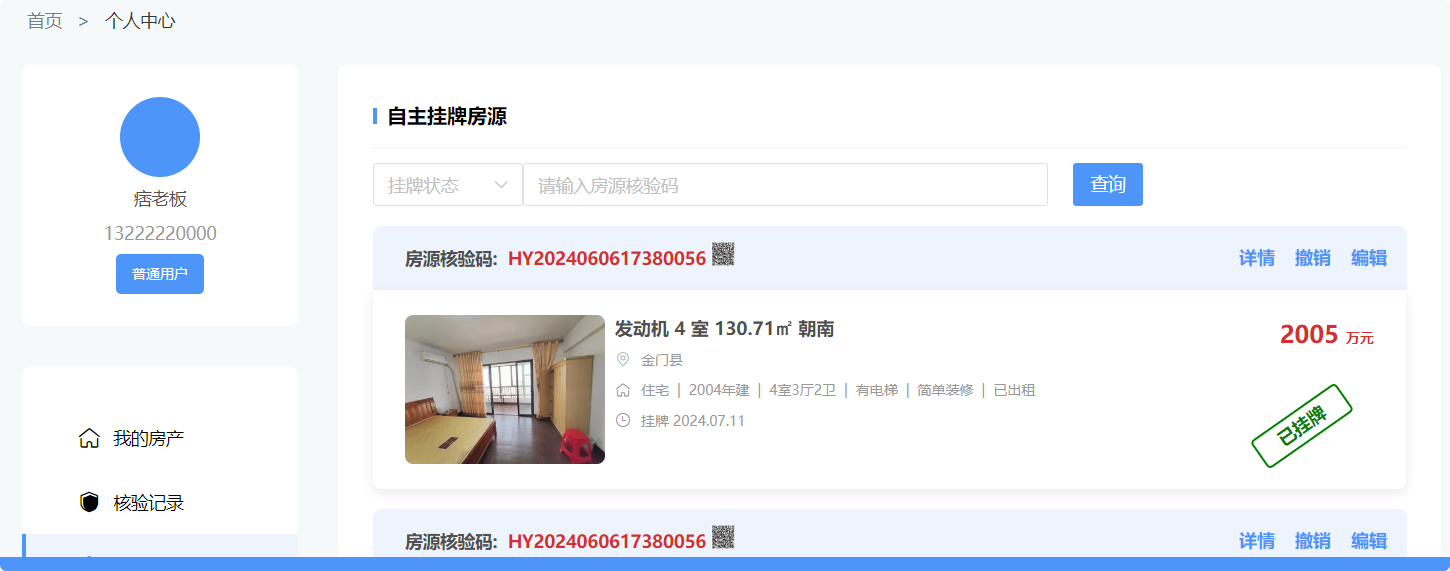 首页 > 个人中心
痞老板
13222220000
普通用户
我的房产
核验记录
自主挂牌房源
挂牌状态 请输入房源核验码 查询
房源核验码: HY2024060617380056 详情 撤销 编辑
发动机 4 室 130.71㎡ 朝南
2005 万元
金门县
住宅 | 2004年建 | 4室3厅2卫 | 有电梯 | 简单装修 | 已出租
挂牌 2024.07.11
已挂牌
房源核验码: HY2024060617380056 详情 撤销 编辑